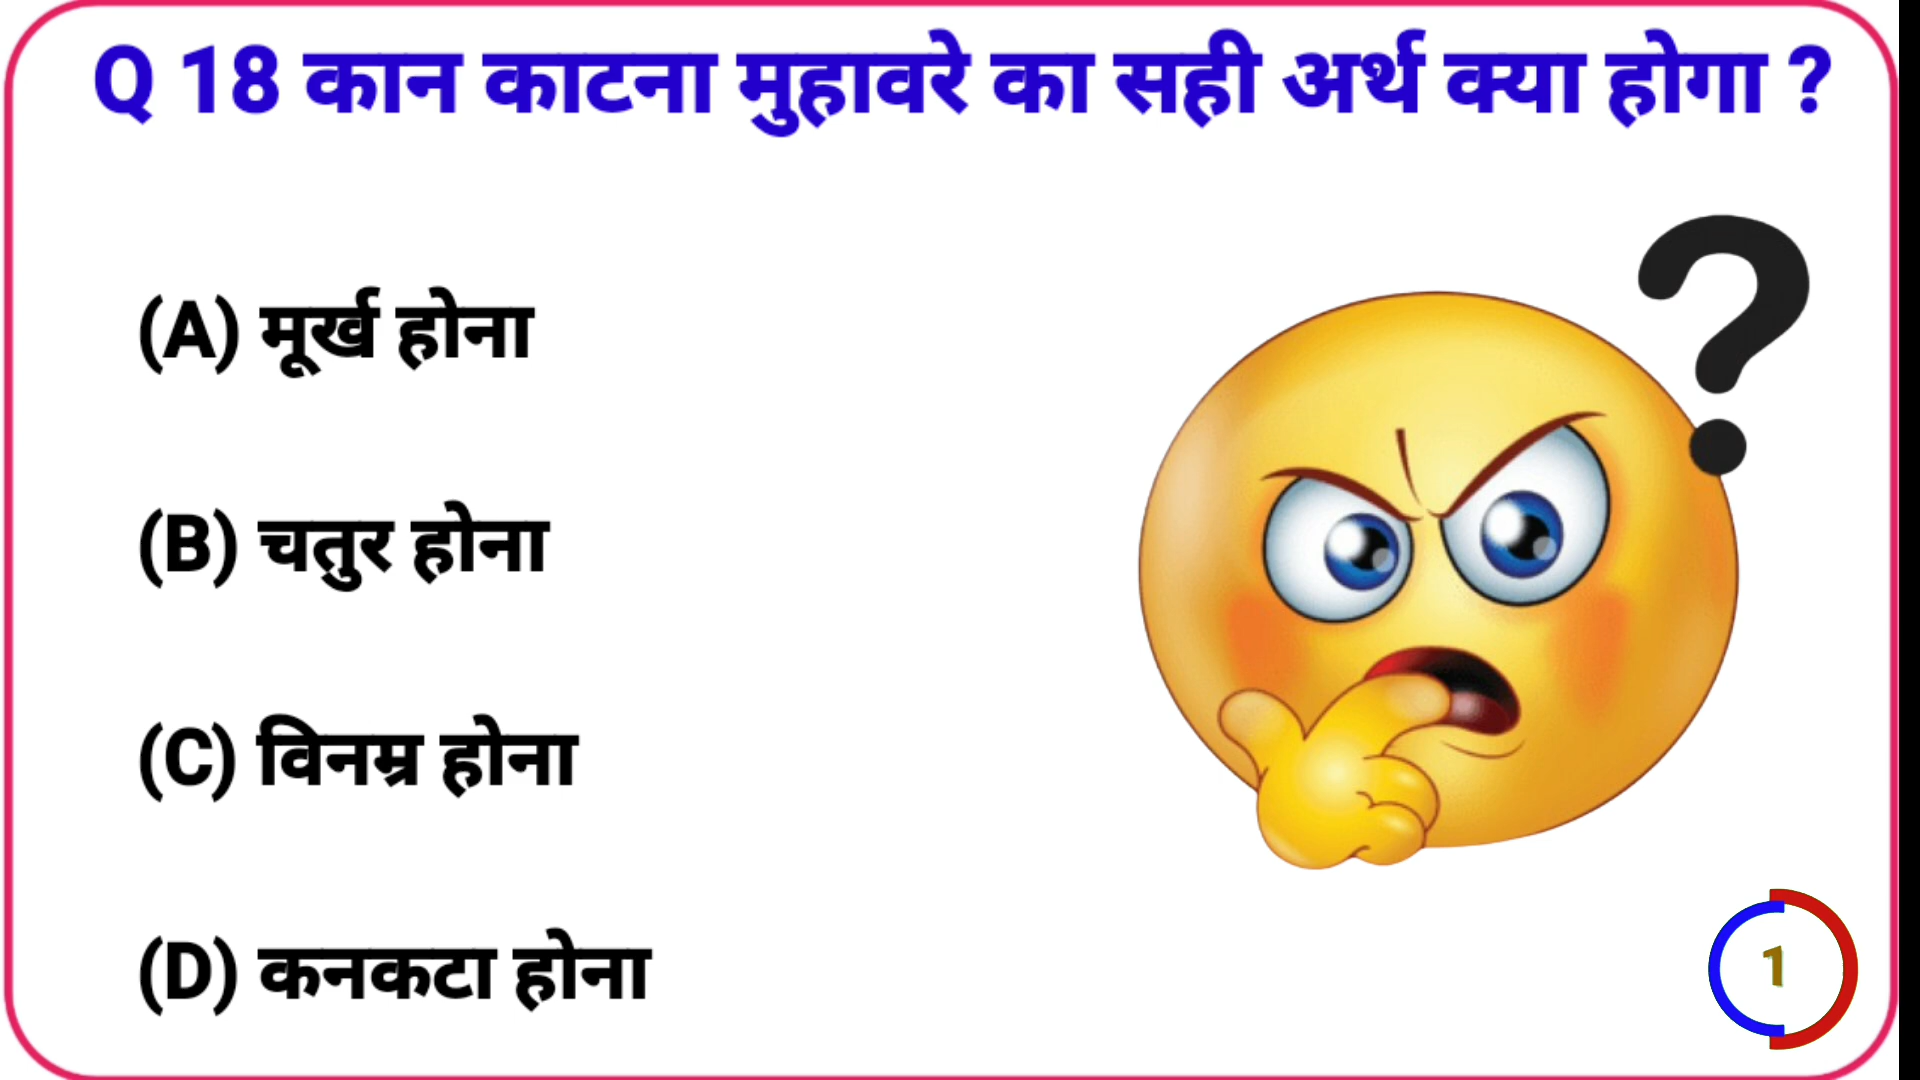 Q 18 कान काटना मुहावरे का सही अर्थ क्या होगा ?
(A) मूर्ख होना
(B) चतुर होना
(C) विनम्र होना
(D) कनकटा होना
?
1